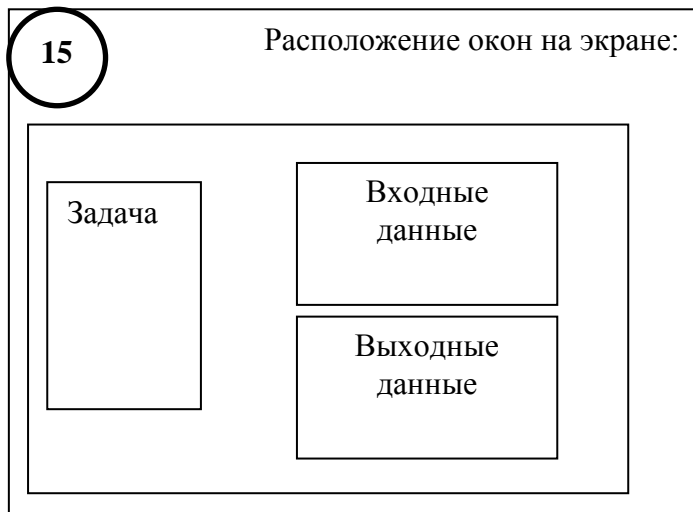 15
Расположение окон на экране:
Задача
Входные
данные
Выходные
данные